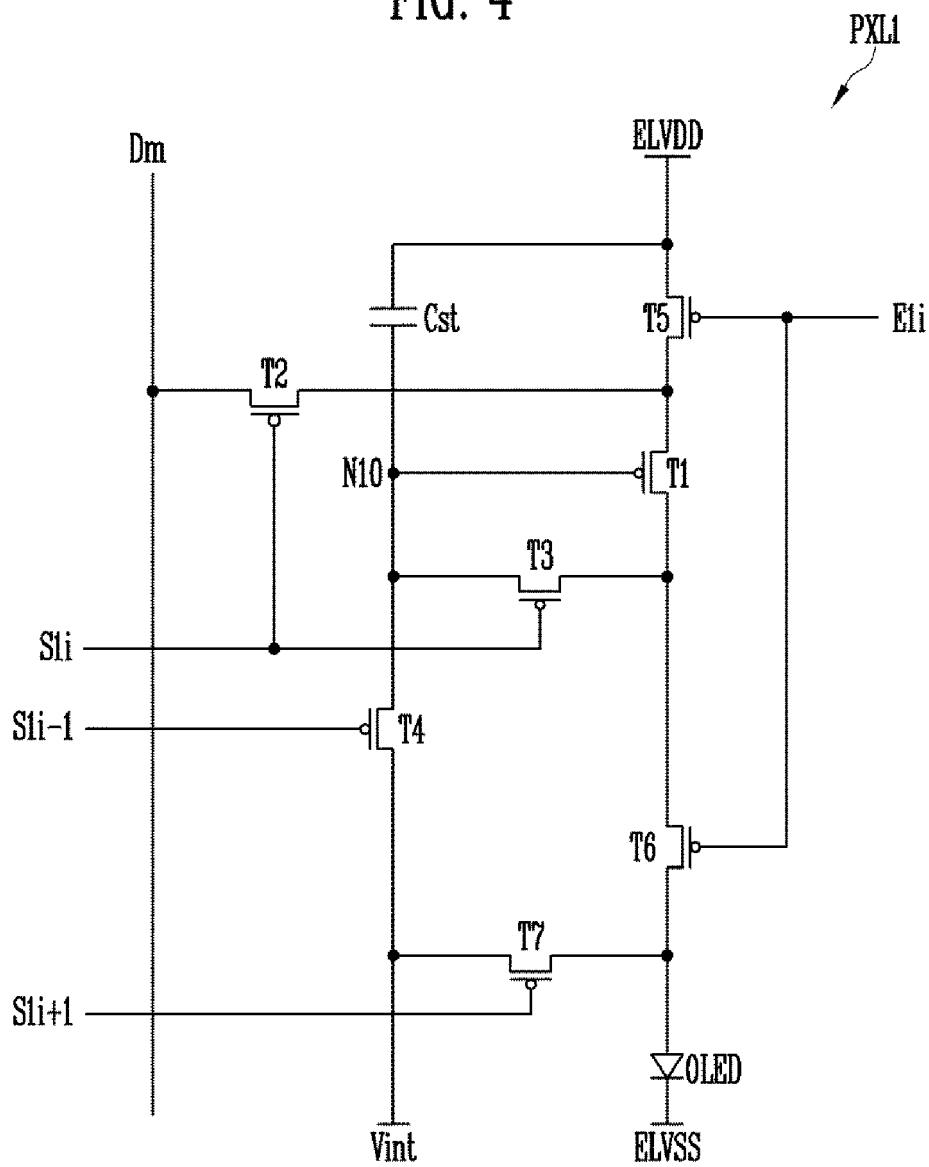 FIG. 4
PXL1
Dm
ELVDD
Cst
T5
E1i
T2
N10
T1
T3
S1i
S1i-1
T4
T6
T7
S1i+1
OLED
Vint
ELVSS